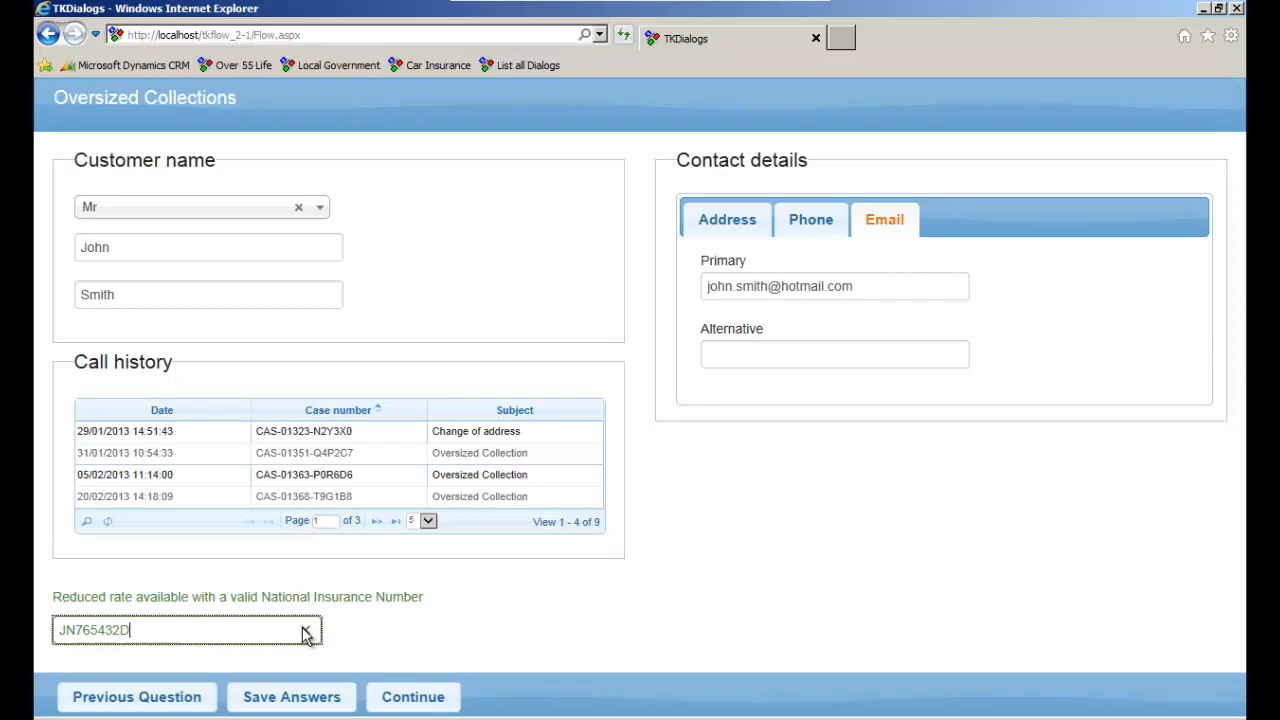 TKDialogs - Windows Internet Explorer
http://localhost/tkflow_2-1/Flow.aspx
TKDialogs
Microsoft Dynamics CRM Over 55 Life Local Government Car Insurance List all Dialogs
Oversized Collections
Customer name
Mr
John
Smith
Contact details
Address Phone Email
Primary
john.smith@hotmail.com
Alternative
Call history
Date Case number Subject
29/01/2013 14:51:43 CAS-01323-N2Y3X0 Change of address
31/01/2013 10:54:33 CAS-01351-Q4P2C7 Oversized Collection
05/02/2013 11:14:00 CAS-01363-P0R6D6 Oversized Collection
20/02/2013 14:18:09 CAS-01368-T9G1B8 Oversized Collection
Page 1 of 3 5 View 1 - 4 of 9
Reduced rate available with a valid National Insurance Number
JN765432D
Previous Question Save Answers Continue